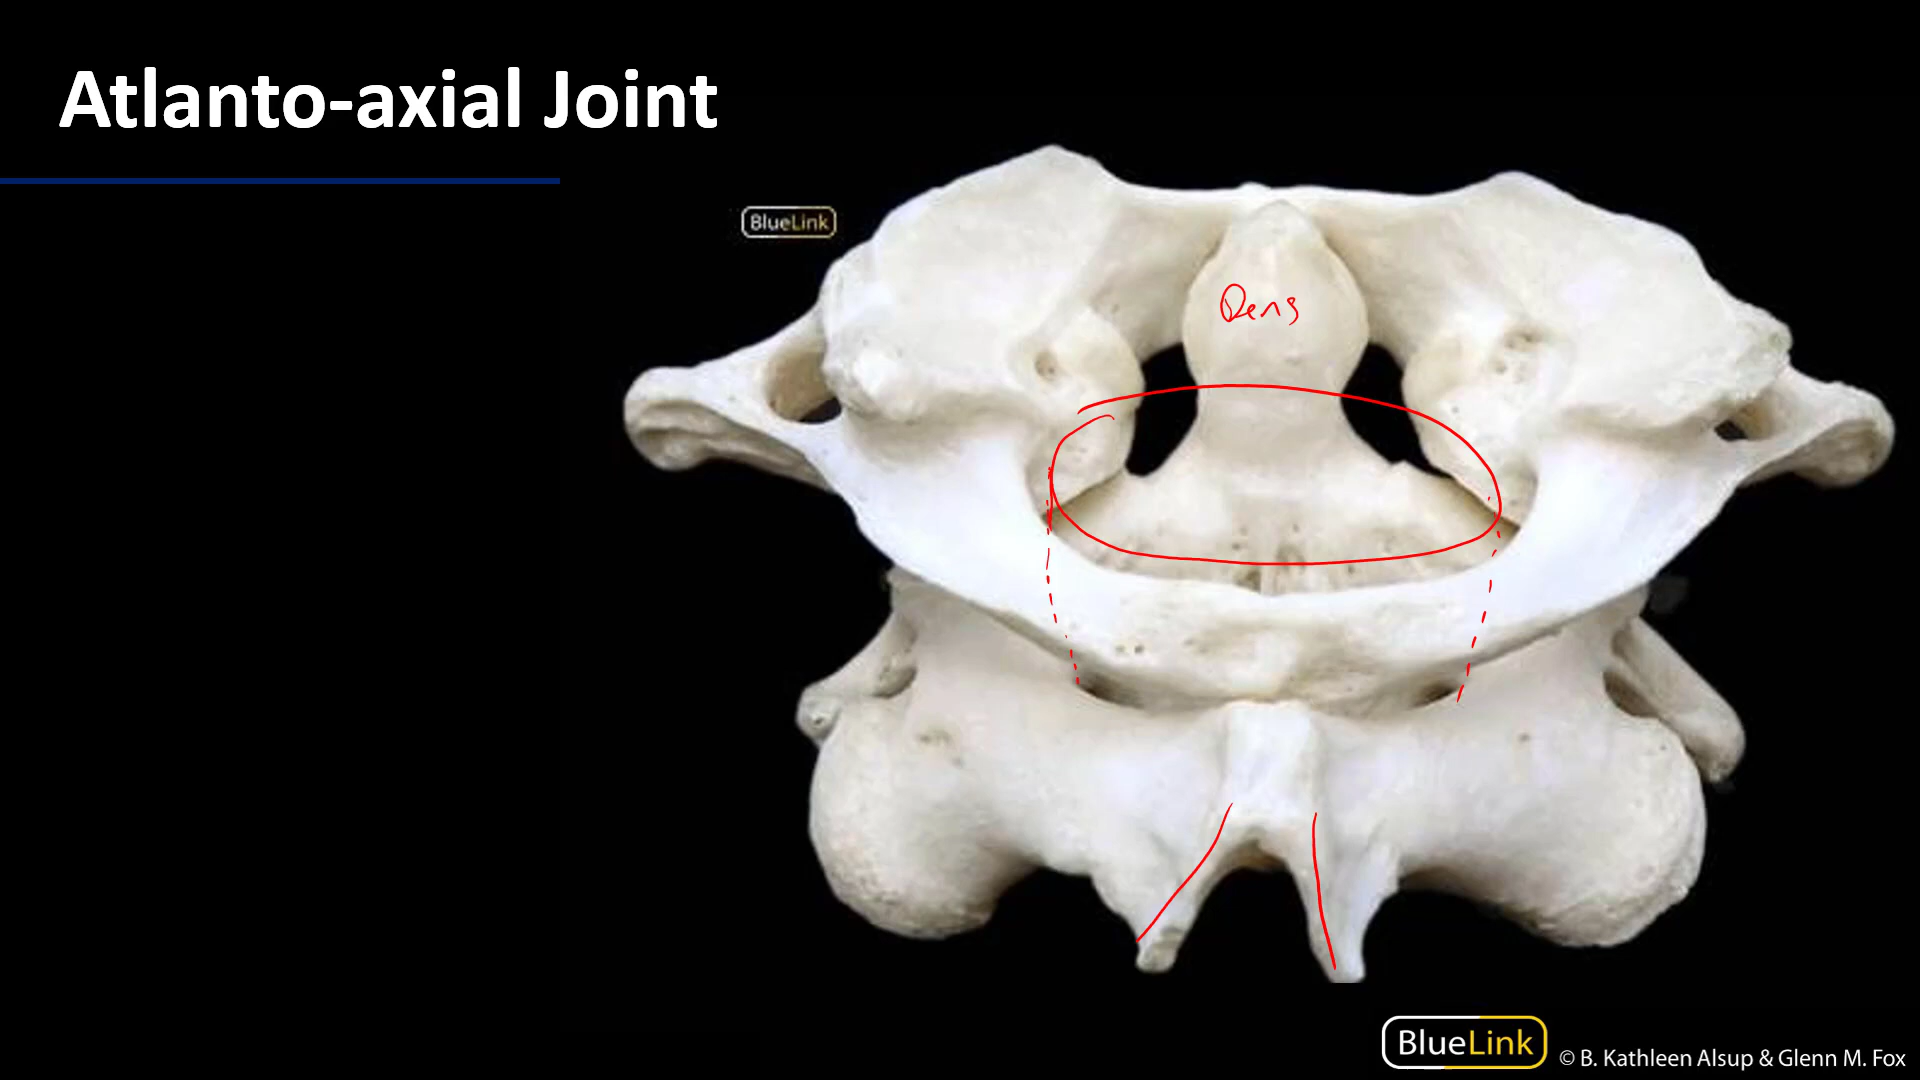 Atlanto-axial Joint
BlueLink
Dens
BlueLink
© B. Kathleen Alsup & Glenn M. Fox